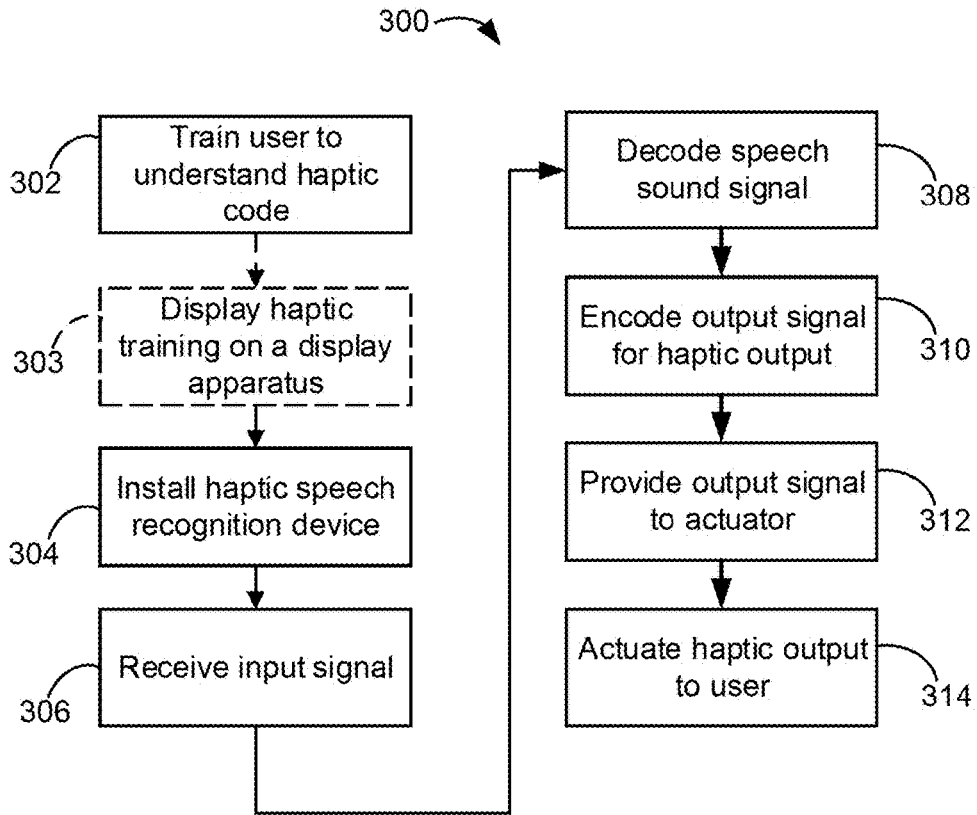 300
302
Train user to
understand haptic
code
303
Display haptic
training on a display
apparatus
304
Install haptic speech
recognition device
306
Receive input signal
Decode speech
sound signal
308
Encode output signal
for haptic output
310
Provide output signal
to actuator
312
Actuate haptic output
to user
314